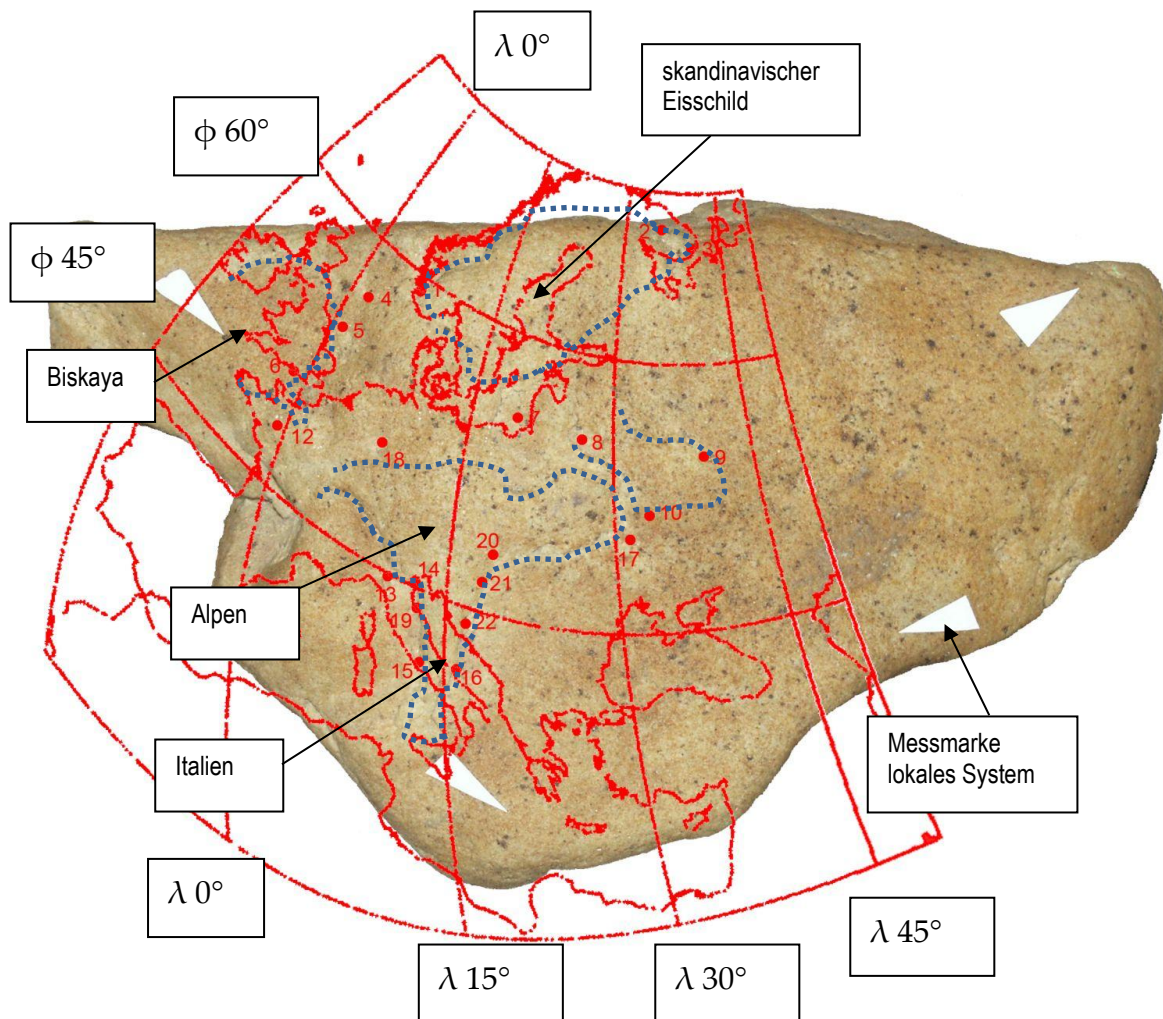 λ 0°
skandinavischer
Eisschild
ϕ 60°
ϕ 45°
Biskaya
2
3
4
5
6
7
8
9
10
12
18
17
20
21
13
14
19
22
15
16
Alpen
Italien
Messmarke
lokales System
λ 0°
λ 15°
λ 30°
λ 45°